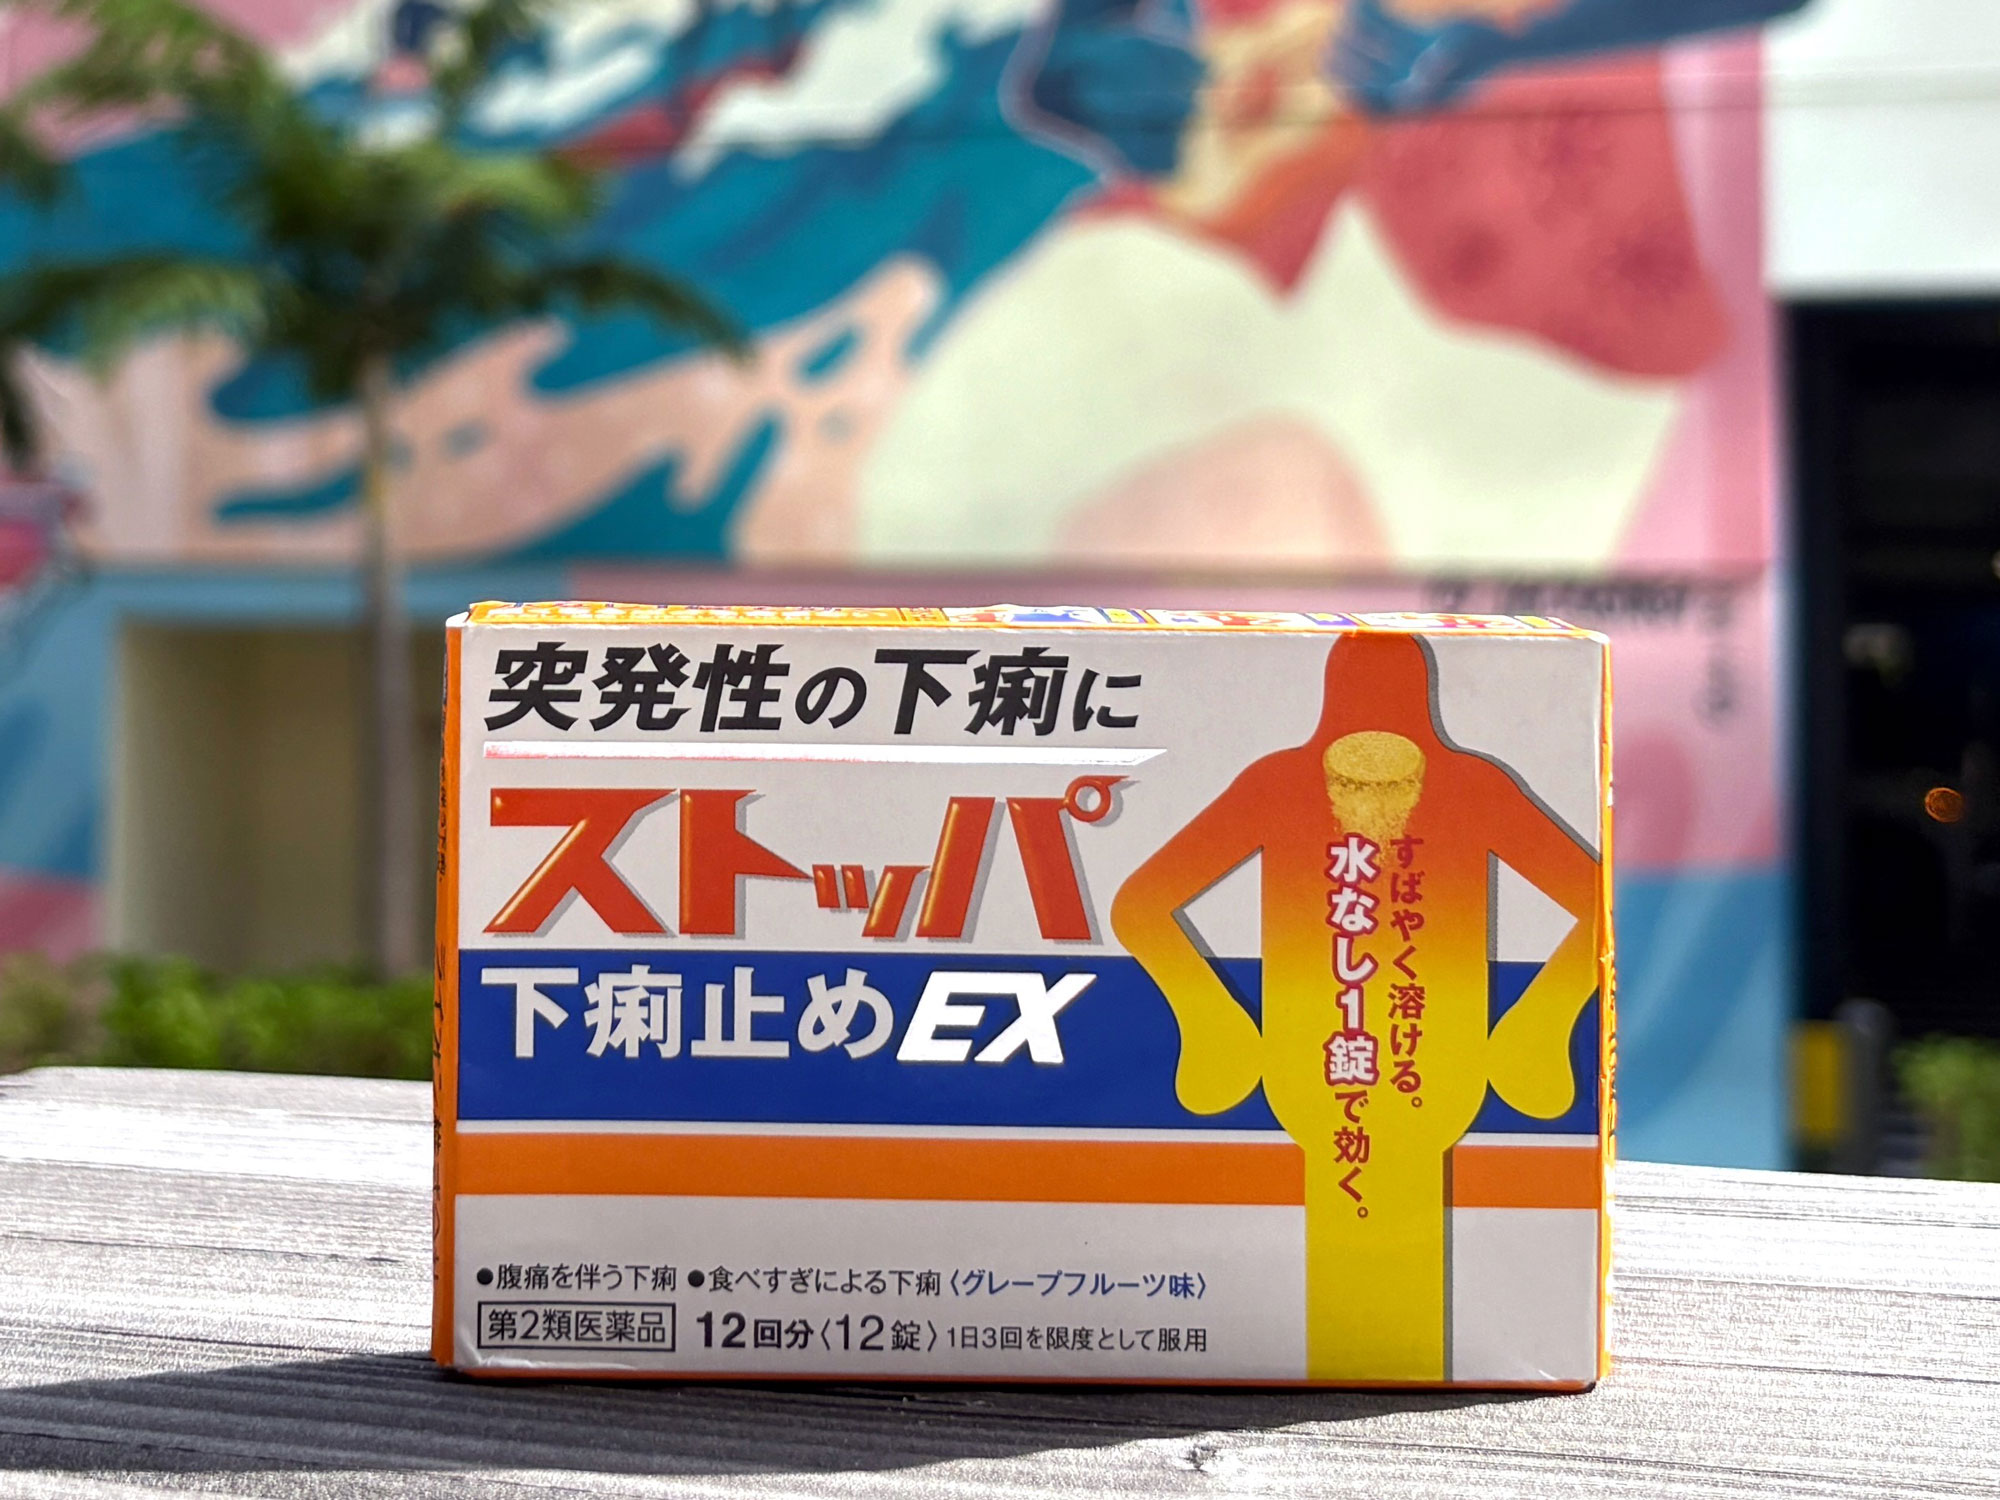 突発性の下痢に
ストッパ
下痢止めEX
すばやく溶ける。
水なし1錠で効く。
●腹痛を伴う下痢 ●食べすぎによる下痢〈グレープフルーツ味〉
第2類医薬品 12回分〈12錠〉1日3回を限度として服用